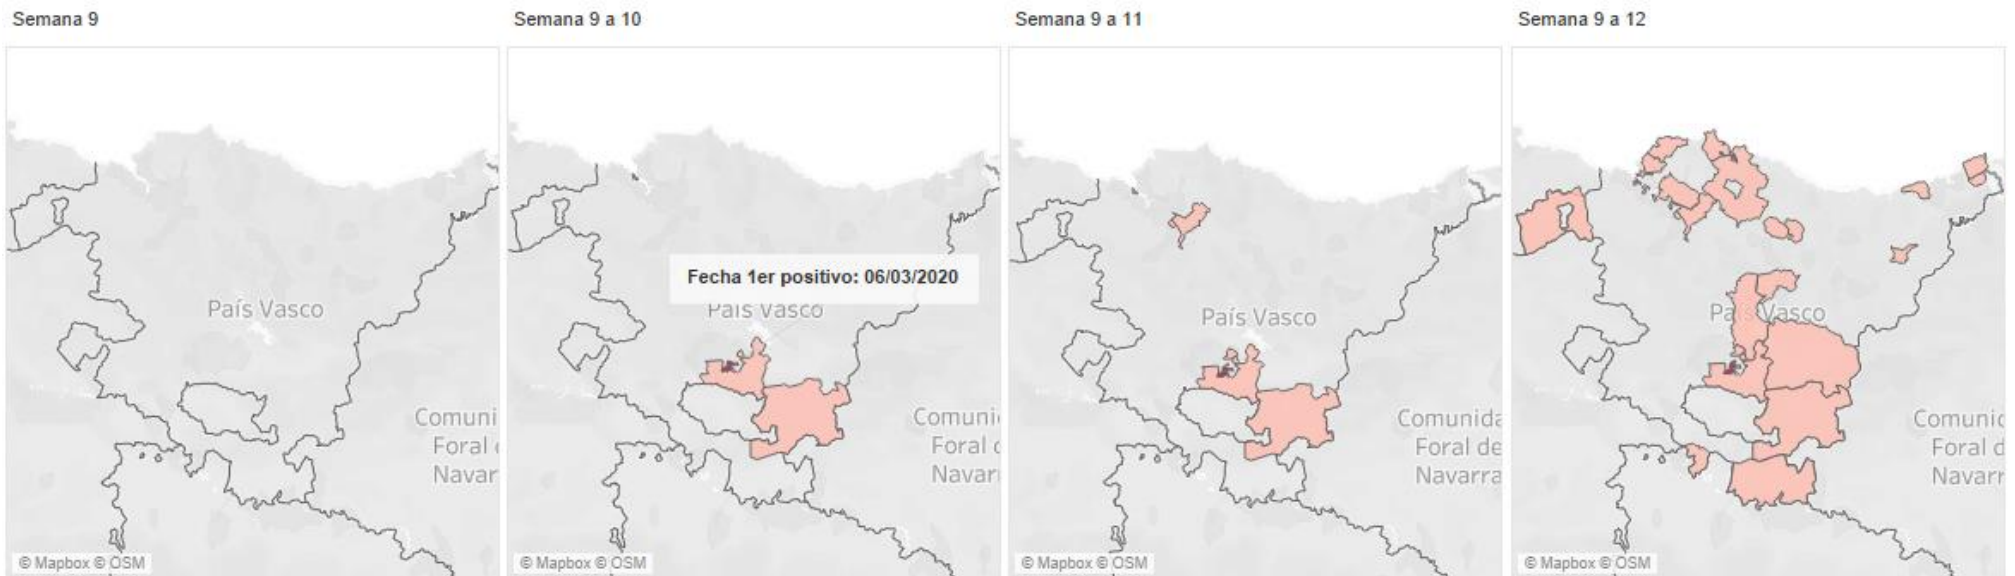 Semana 9
Semana 9 a 10
Semana 9 a 11
Semana 9 a 12
País Vasco
Comuni
Foral
Navar
© Mapbox © OSM
Fecha 1er positivo: 06/03/2020
País Vasco
Comuni
Foral
Navar
© Mapbox © OSM
País Vasco
Comunida
Foral de
Navarra
© Mapbox © OSM
País Vasco
Comunic
Foral d
Navarr
© Mapbox © OSM